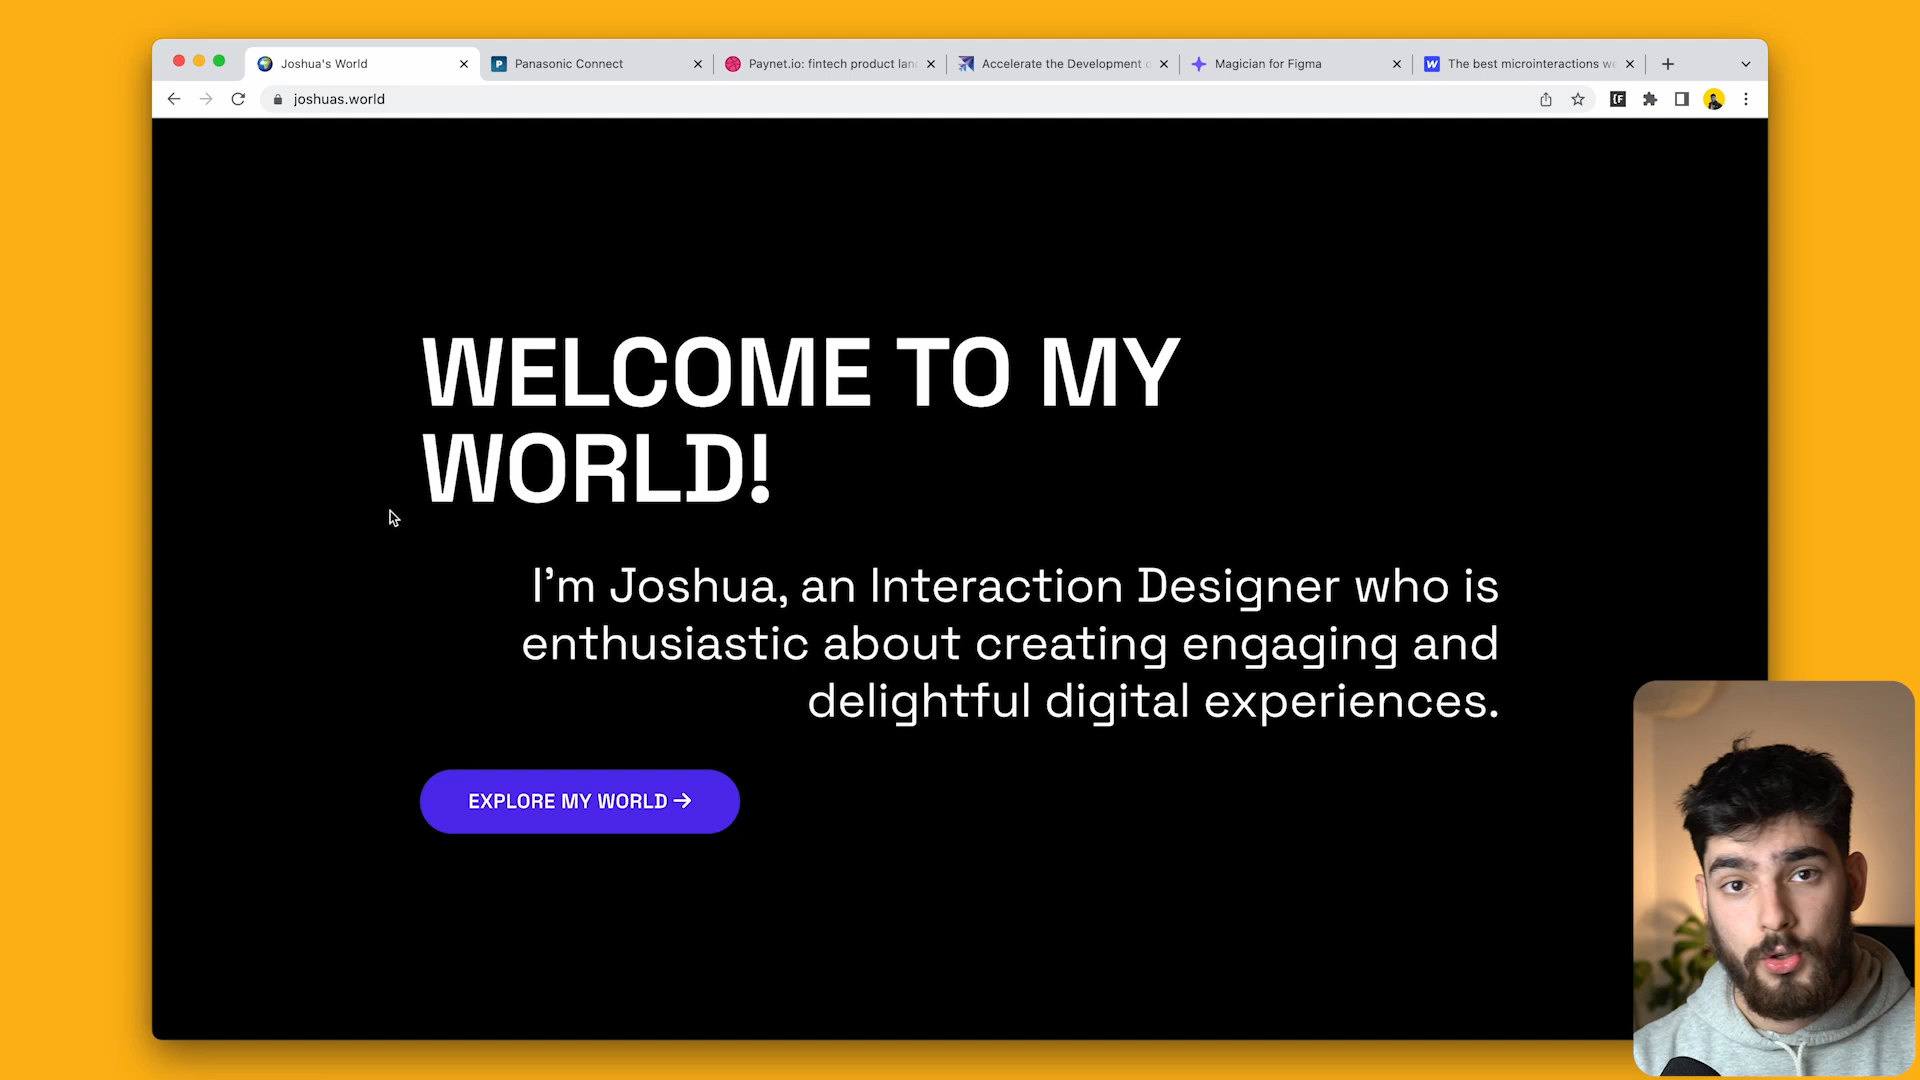 Joshua's World
Panasonic Connect
Paynet.io: fintech product lan
Accelerate the Development
Magician for Figma
The best microinteractions we
joshuas.world
WELCOME TO MY
WORLD!
I'm Joshua, an Interaction Designer who is
enthusiastic about creating engaging and
delightful digital experiences.
EXPLORE MY WORLD →